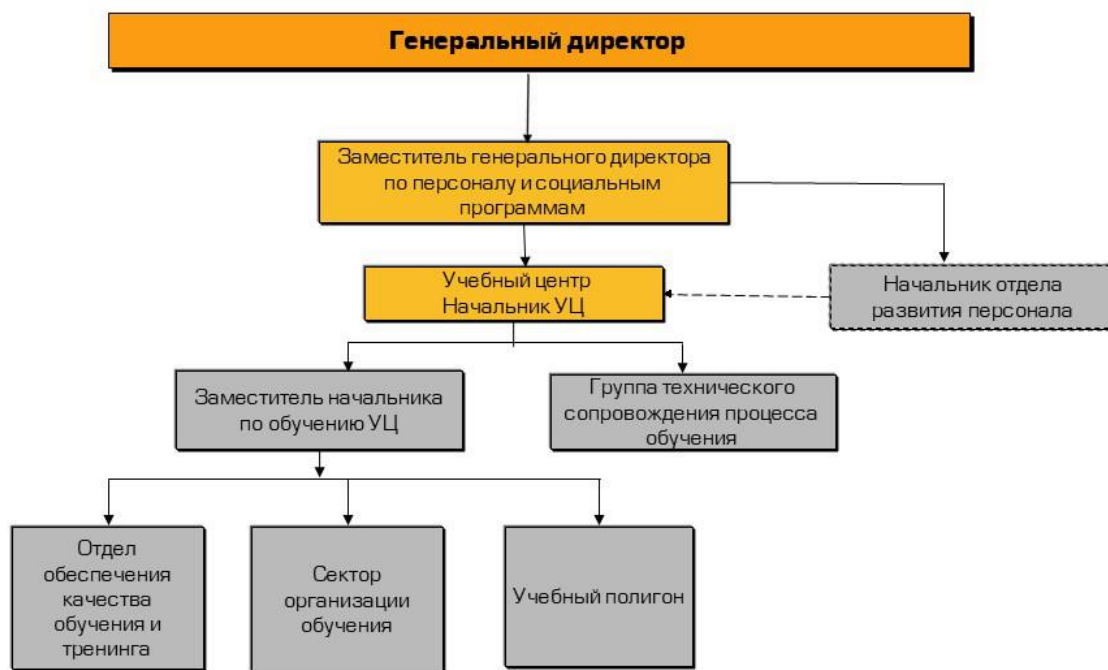 Генеральный директор
Заместитель генерального директора
по персоналу и социальным
программам
Учебный центр
Начальник УЦ
Начальник отдела
развития персонала
Заместитель начальника
по обучению УЦ
Группа технического
сопровождения процесса
обучения
Отдел
обеспечения
качества
обучения и
тренинга
Сектор
организации
обучения
Учебный полигон